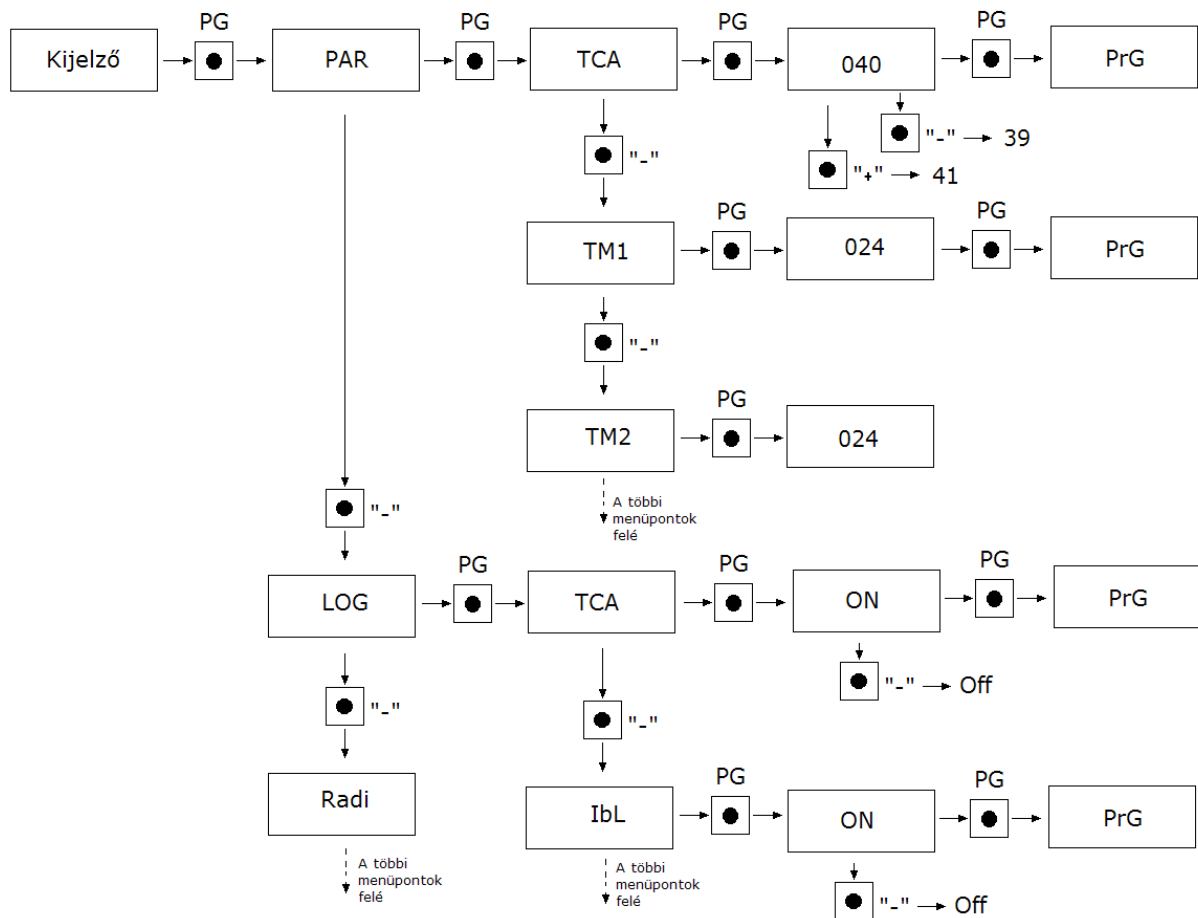 PG
PG
PG
PG
Kijelző
PAR
TCA
040
PrG
"-"
39
"-"
"+"
41
PG
PG
TM1
024
PrG
"-"
PG
TM2
024
"-"
A többi
menüpontok
felé
PG
PG
PG
LOG
TCA
ON
PrG
"-"
Off
"-"
"-"
PG
PG
Radi
IbL
ON
PrG
A többi
menüpontok
felé
A többi
menüpontok
felé
"-"
Off